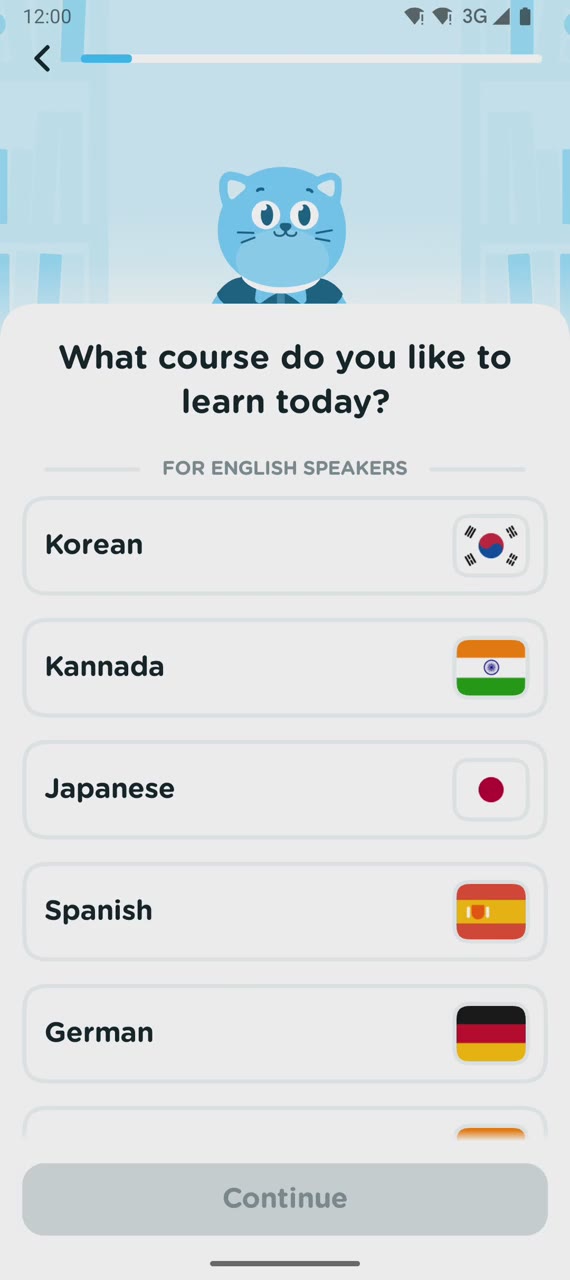 12:00
3G
What course do you like to
learn today?
FOR ENGLISH SPEAKERS
Korean
Kannada
Japanese
Spanish
German
Continue